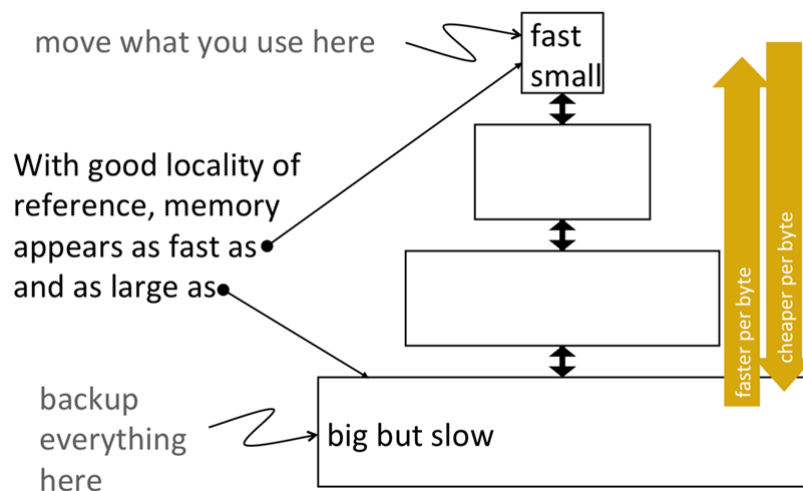 move what you use here
fast
small
With good locality of
reference, memory
appears as fast as
and as large as
faster per byte
cheaper per byte
backup
everything
here
big but slow